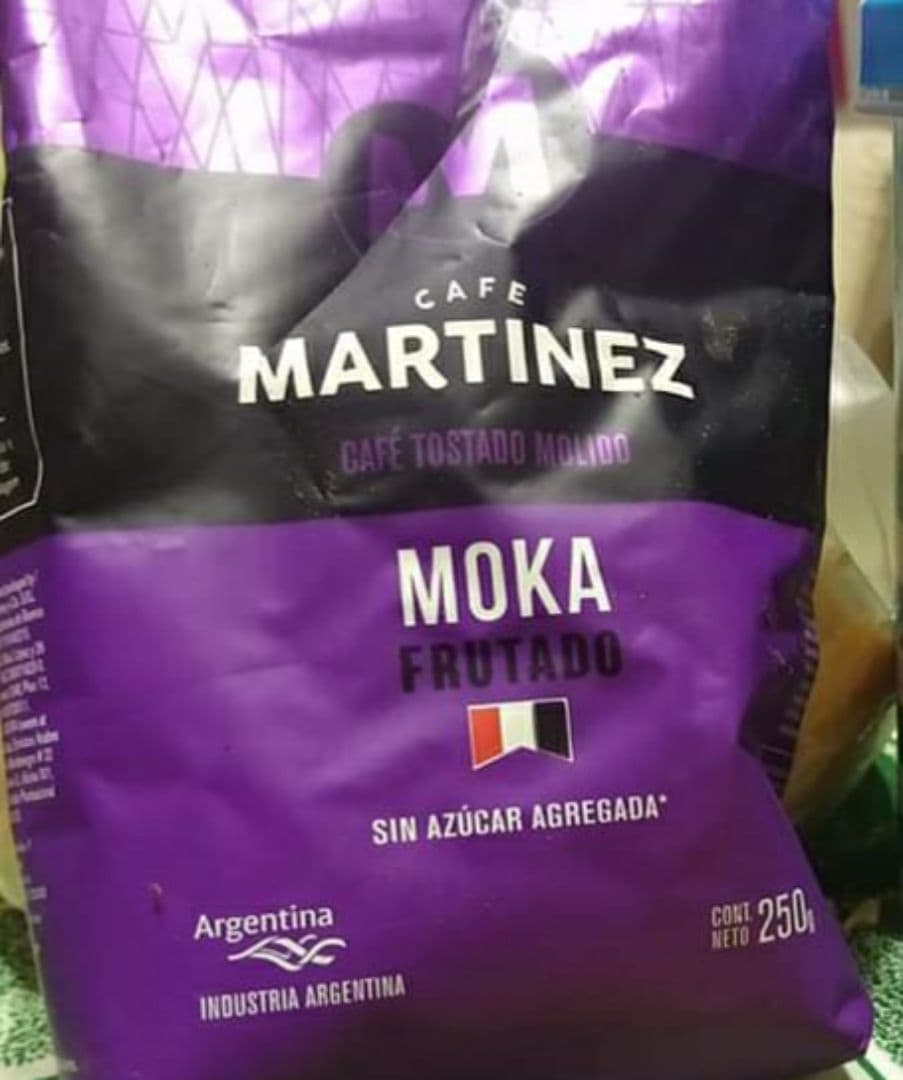 CAFE
MARTINEZ
CAFÉ TOSTADO MOLIDO
MOKA
FRUTADO
SIN AZÚCAR AGREGADA*
Argentina
INDUSTRIA ARGENTINA
CONT.
NETO 250g